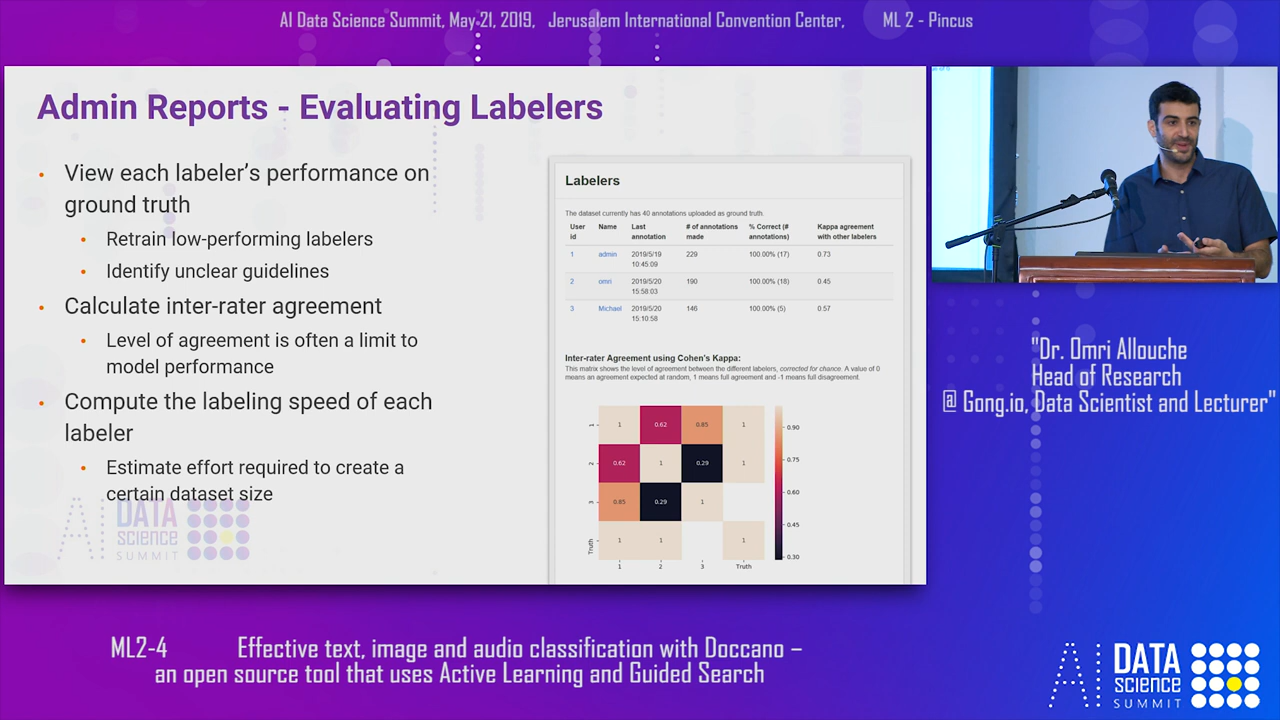 AI Data Science Summit, May 21, 2019, Jerusalem International Convention Center, ML 2 - Pincus
Admin Reports - Evaluating Labelers
• View each labeler's performance on
ground truth
• Retrain low-performing labelers
• Identify unclear guidelines
• Calculate inter-rater agreement
• Level of agreement is often a limit to
model performance
• Compute the labeling speed of each
labeler
• Estimate effort required to create a
certain dataset size
AI DATA
SCIENCE
SUMMIT
Labelers
The dataset currently has 40 annotations uploaded as ground truth.
User id Name Last annotation # of annotations made % Correct (# annotations) Kappa agreement with other labelers
1 admin 2019/5/19 10:45:09 229 100.00% (17) 0.73
2 omri 2019/5/20 15:58:03 190 100.00% (18) 0.45
3 Michael 2019/5/20 15:10:58 146 100.00% (5) 0.57
Inter-rater Agreement using Cohen's Kappa:
This matrix shows the level of agreement between the different labelers, corrected for chance. A value of 0
means an agreement expected at random, 1 means full agreement and -1 means full disagreement.
1 1 0.62 0.85 1
2 0.62 1 0.29 1
3 0.85 0.29 1
Truth 1 1 1
1 2 3 Truth
0.90
0.75
0.60
0.45
0.30
"Dr. Omri Allouche
Head of Research
@ Gong.io, Data Scientist and Lecturer"
ML2-4 Effective text, image and audio classification with Doccano –
an open source tool that uses Active Learning and Guided Search
AI DATA
SCIENCE
SUMMIT